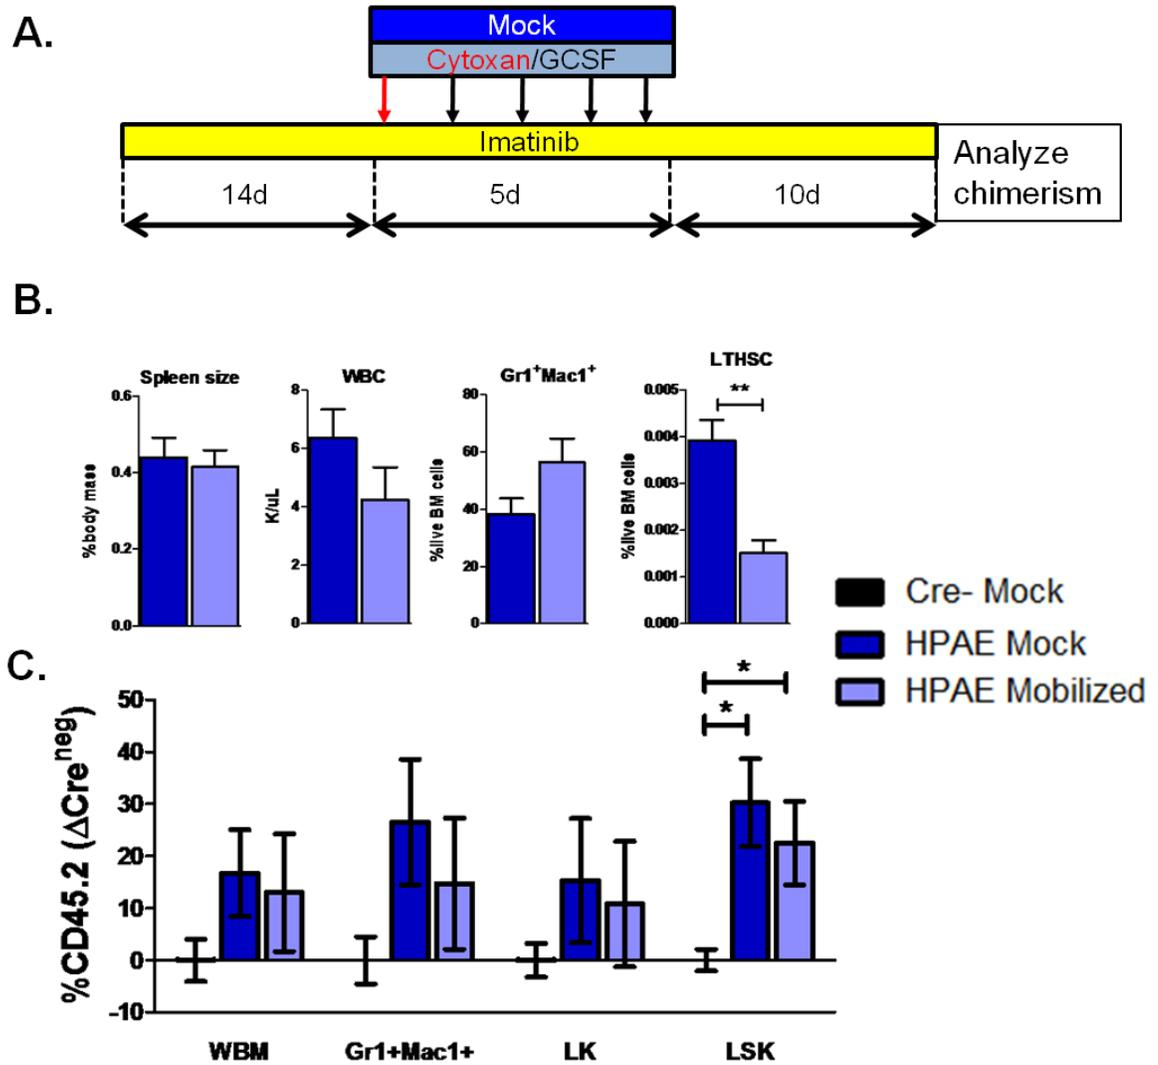 A.
Mock
Cytoxan/GCSF
Imatinib
14d
5d
10d
Analyze
chimerism
B.
Spleen size
%body mass
0.6
0.4
0.2
0.0
WBC
K/uL
8
6
4
2
0
Gr1+Mac1+
%live BM cells
80
60
40
20
0
LTHSC
**
%live BM cells
0.005
0.004
0.003
0.002
0.001
0.000
Cre- Mock
HPAE Mock
HPAE Mobilized
C.
%CD45.2 (ΔCreneg)
50
40
30
20
10
0
-10
*
*
WBM
Gr1+Mac1+
LK
LSK